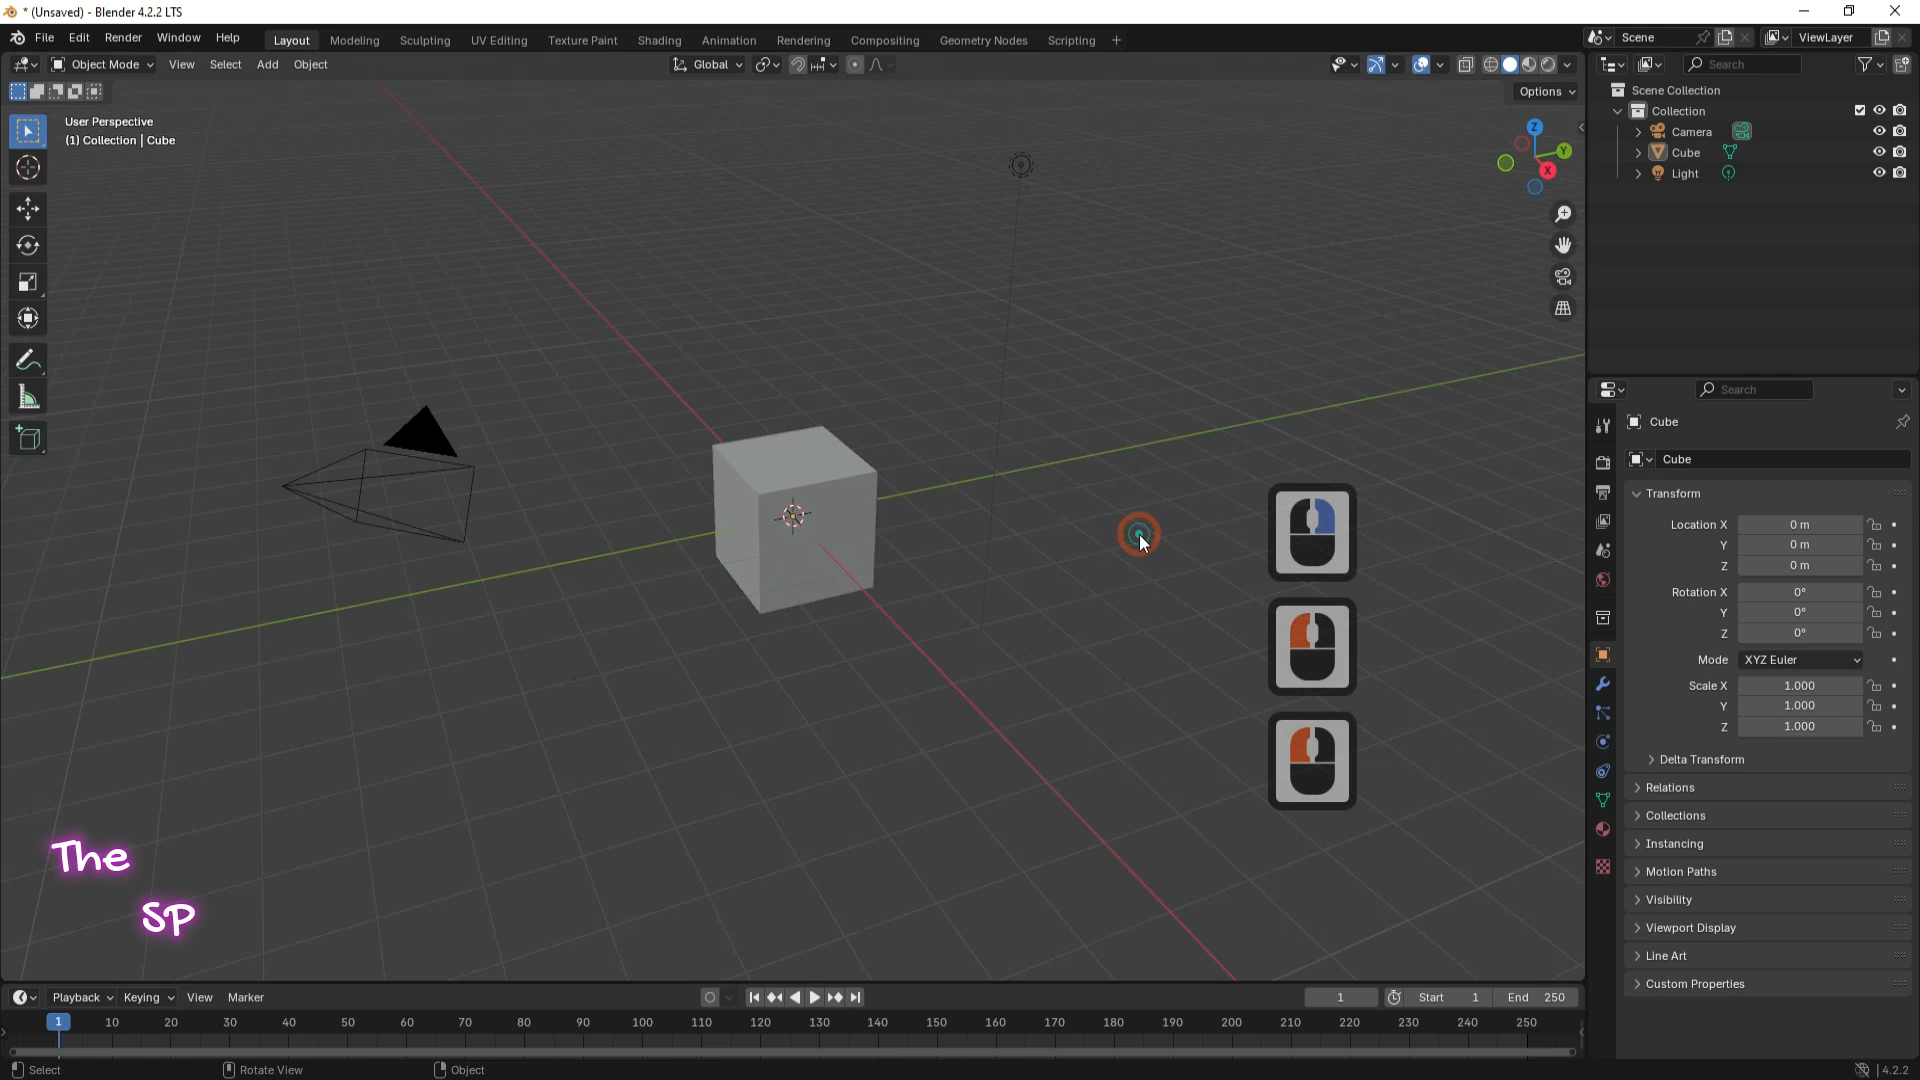 * (Unsaved) - Blender 4.2.2 LTS
File Edit Render Window Help Layout Modeling Sculpting UV Editing Texture Paint Shading Animation Rendering Compositing Geometry Nodes Scripting + Scene ViewLayer
Object Mode View Select Add Object Global Search
Options
User Perspective
(1) Collection | Cube
Z
Y
X
Scene Collection
Collection
Camera
Cube
Light
Search
Cube
Cube
Transform
Location X 0 m
Y 0 m
Z 0 m
Rotation X 0°
Y 0°
Z 0°
Mode XYZ Euler
Scale X 1.000
Y 1.000
Z 1.000
Delta Transform
Relations
Collections
Instancing
Motion Paths
Visibility
Viewport Display
Line Art
Custom Properties
The
SP
Playback Keying View Marker 1 Start 1 End 250
1 10 20 30 40 50 60 70 80 90 100 110 120 130 140 150 160 170 180 190 200 210 220 230 240 250
Select Rotate View Object 4.2.2